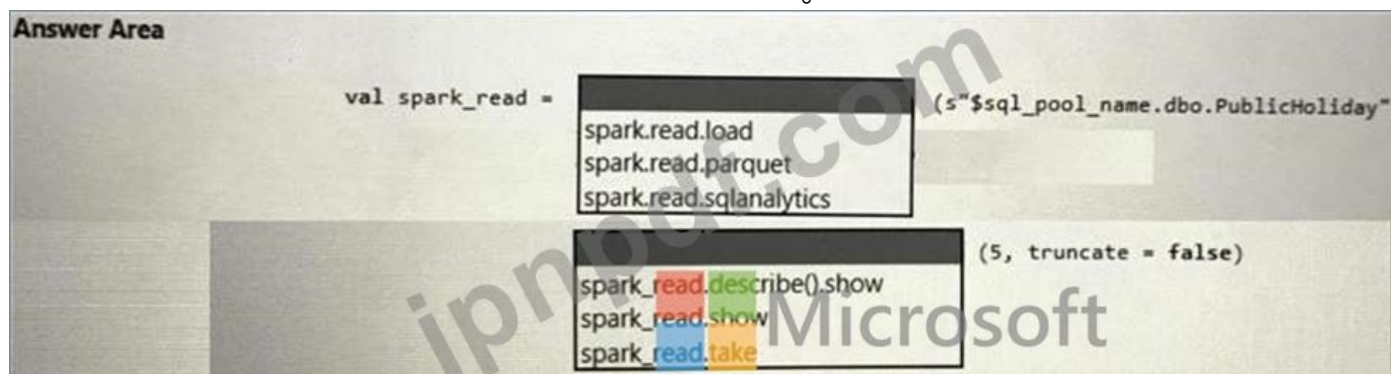 Answer Area
val spark_read = (s"$sql_pool_name.dbo.PublicHoliday"
spark.read.load
spark.read.parquet
spark.read.sqlanalytics
(5, truncate = false)
spark_read.describe().show
spark_read.show
spark_read.take
jpnpdf.com
Microsoft